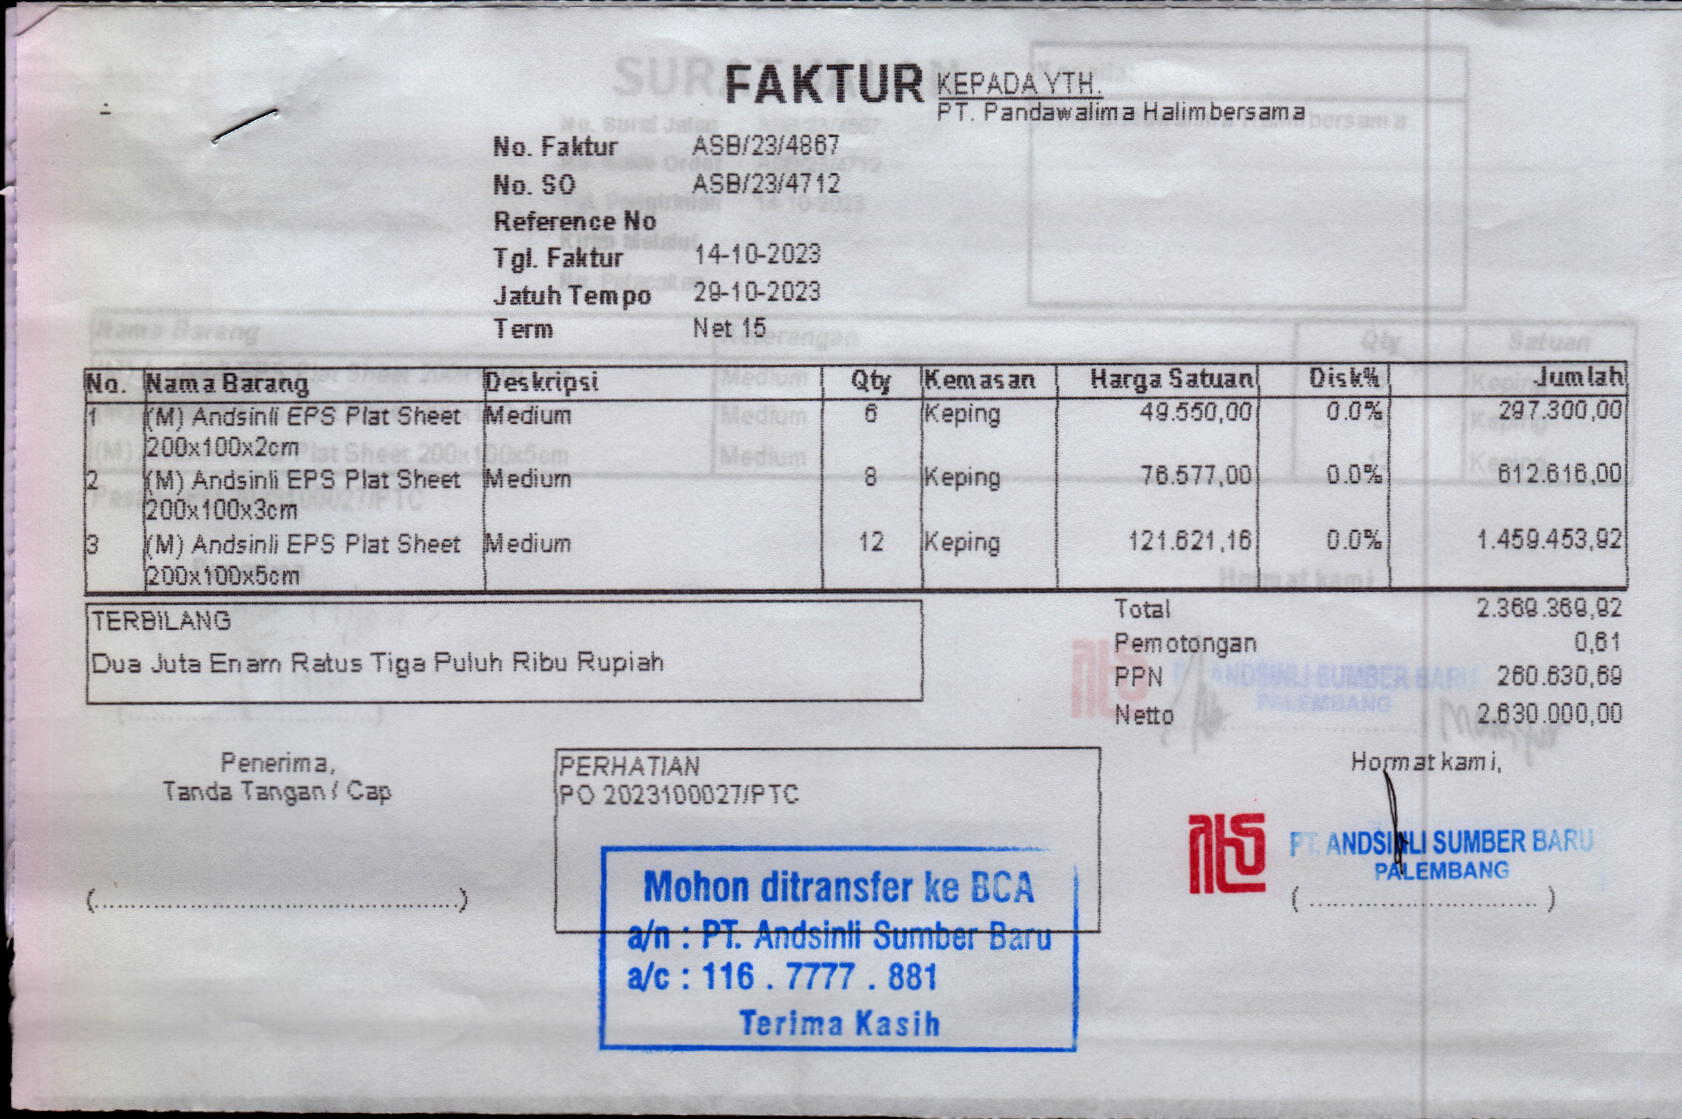 FAKTUR
KEPADA YTH.
PT. Pandawalima Halimbersama
No. Faktur ASB/23/4867
No. SO ASB/23/4712
Reference No
Tgl. Faktur 14-10-2023
Jatuh Tempo 29-10-2023
Term Net 15
No. Nama Barang Deskripsi Qty Kemasan Harga Satuan Disk% Jumlah
1 (M) Andsinli EPS Plat Sheet Medium 6 Keping 49.550,00 0.0% 297.300,00
200x100x2cm
2 (M) Andsinli EPS Plat Sheet Medium 8 Keping 76.577,00 0.0% 612.616,00
200x100x3cm
3 (M) Andsinli EPS Plat Sheet Medium 12 Keping 121.621,16 0.0% 1.459.453,92
200x100x5cm
TERBILANG
Dua Juta Enam Ratus Tiga Puluh Ribu Rupiah
Total 2.369.369,92
Pemotongan 0,61
PPN 260.630,69
Netto 2.630.000,00
Penerima,
Tanda Tangan / Cap
(..............................................)
PERHATIAN
PO 2023100027/PTC
Mohon ditransfer ke BCA
a/n : PT. Andsinli Sumber Baru
a/c : 116 . 7777 . 881
Terima Kasih
Hormat kami,
PT. ANDSINLI SUMBER BARU
PALEMBANG
( ............................. )